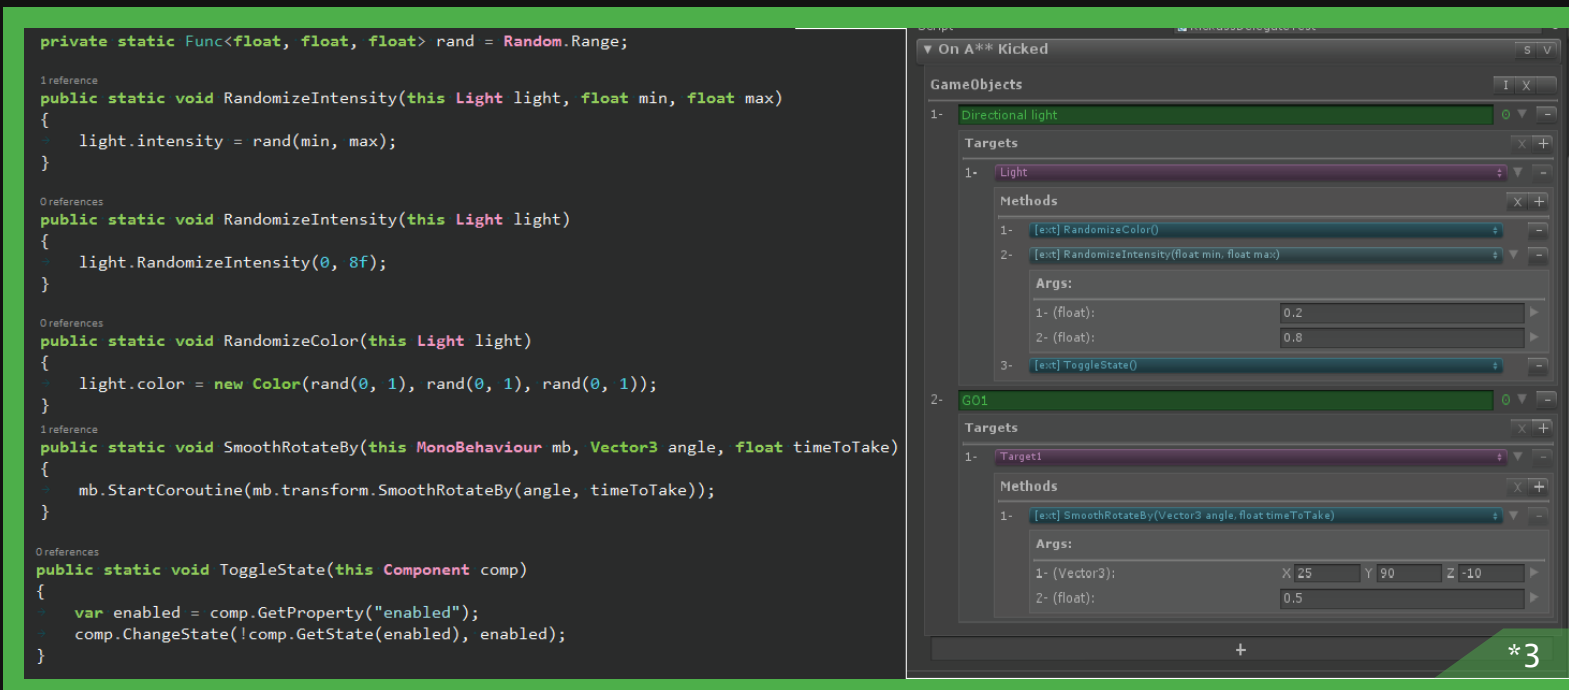 private static Func<float, float, float> rand = Random.Range;
1 reference
public static void RandomizeIntensity(this Light light, float min, float max)
{
light.intensity = rand(min, max);
}
0 references
public static void RandomizeIntensity(this Light light)
{
light.RandomizeIntensity(0, 8f);
}
0 references
public static void RandomizeColor(this Light light)
{
light.color = new Color(rand(0, 1), rand(0, 1), rand(0, 1));
}
1 reference
public static void SmoothRotateBy(this MonoBehaviour mb, Vector3 angle, float timeToTake)
{
mb.StartCoroutine(mb.transform.SmoothRotateBy(angle, timeToTake));
}
0 references
public static void ToggleState(this Component comp)
{
var enabled = comp.GetProperty("enabled");
comp.ChangeState(!comp.GetState(enabled), enabled);
}
▼ On A** Kicked S V
GameObjects I X
1- Directional light 0 ▼ -
Targets X +
1- Light ▼ -
Methods X +
1- [ext] RandomizeColor() -
2- [ext] RandomizeIntensity(float min, float max) ▼ -
Args:
1- (float): 0.2
2- (float): 0.8
3- [ext] ToggleState() -
2- GO1 0 ▼ -
Targets X +
1- Target1 ▼ -
Methods X +
1- [ext] SmoothRotateBy(Vector3 angle, float timeToTake) ▼ -
Args:
1- (Vector3): X 25 Y 90 Z -10
2- (float): 0.5
+
*3